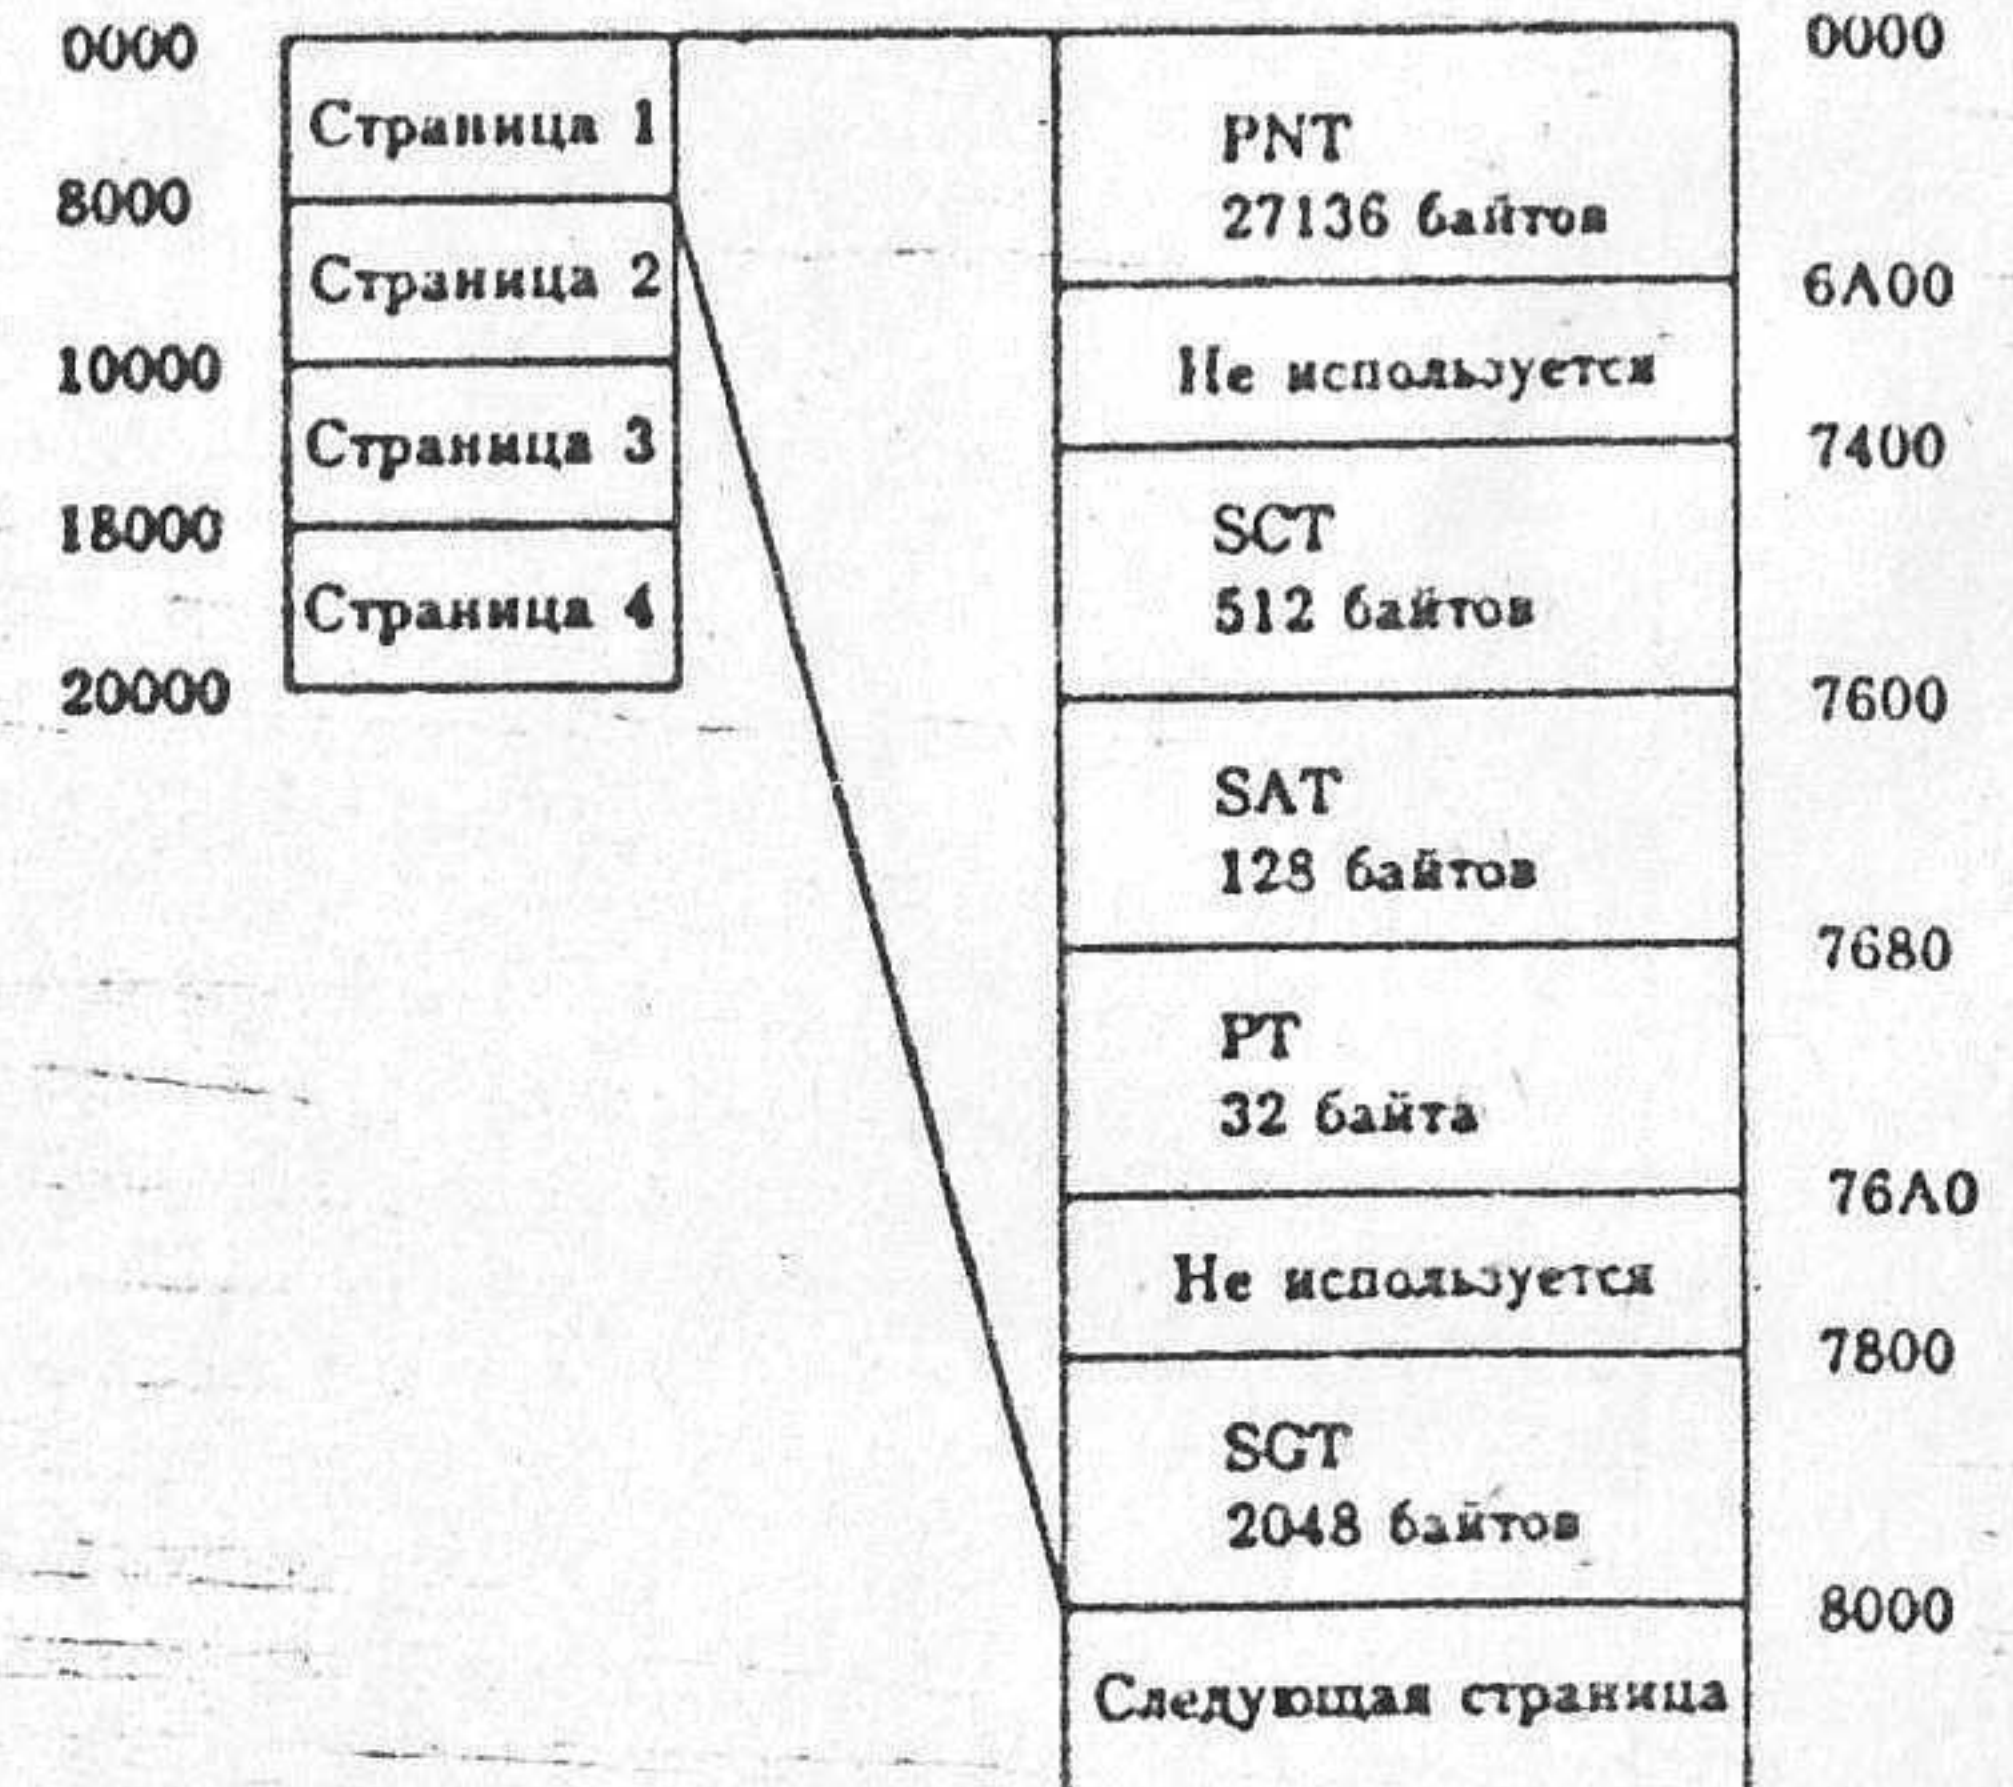 0000
Страница 1
8000
Страница 2
10000
Страница 3
18000
Страница 4
20000
0000
PNT
27136 байтов
6A00
Не используется
7400
SCT
512 байтов
7600
SAT
128 байтов
7680
PT
32 байта
76A0
Не используется
7800
SGT
2048 байтов
8000
Следующая страница